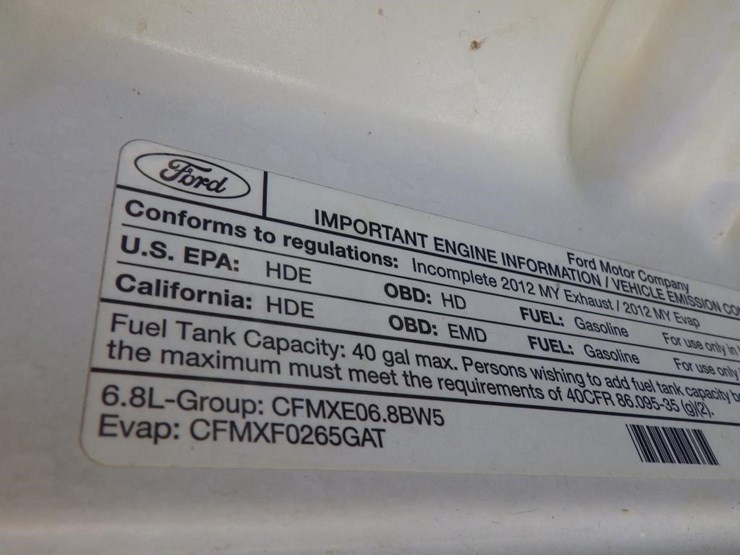 Ford
Ford Motor Company
IMPORTANT ENGINE INFORMATION / VEHICLE EMISSION
Conforms to regulations: Incomplete 2012 MY Exhaust / 2012 MY Evap
U.S. EPA: HDE OBD: HD FUEL: Gasoline For use only in
California: HDE OBD: EMD FUEL: Gasoline For use only
Fuel Tank Capacity: 40 gal max. Persons wishing to add fuel tank capacity
the maximum must meet the requirements of 40CFR 86.095-35 (g)(2).
6.8L-Group: CFMXE06.8BW5
Evap: CFMXF0265GAT